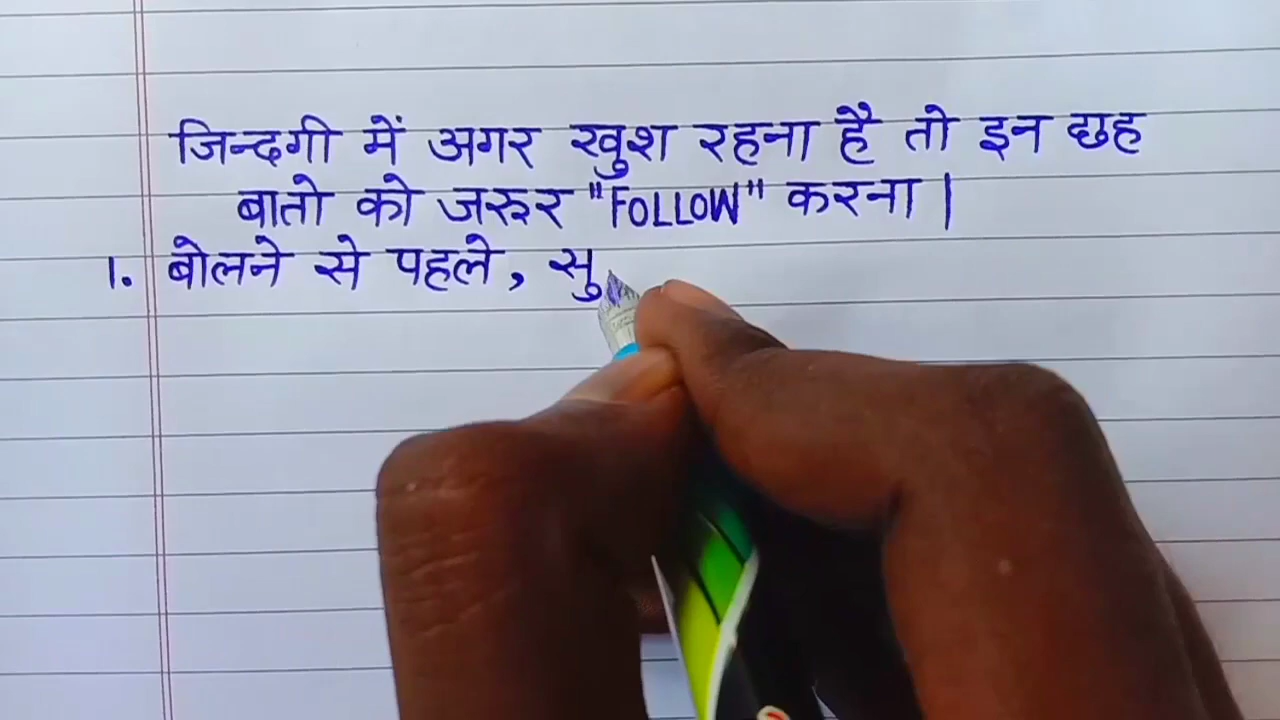 जिन्दगी में अगर खुश रहना है तो इन छह
बातो को जरुर "FOLLOW" करना |
1. बोलने से पहले, सु